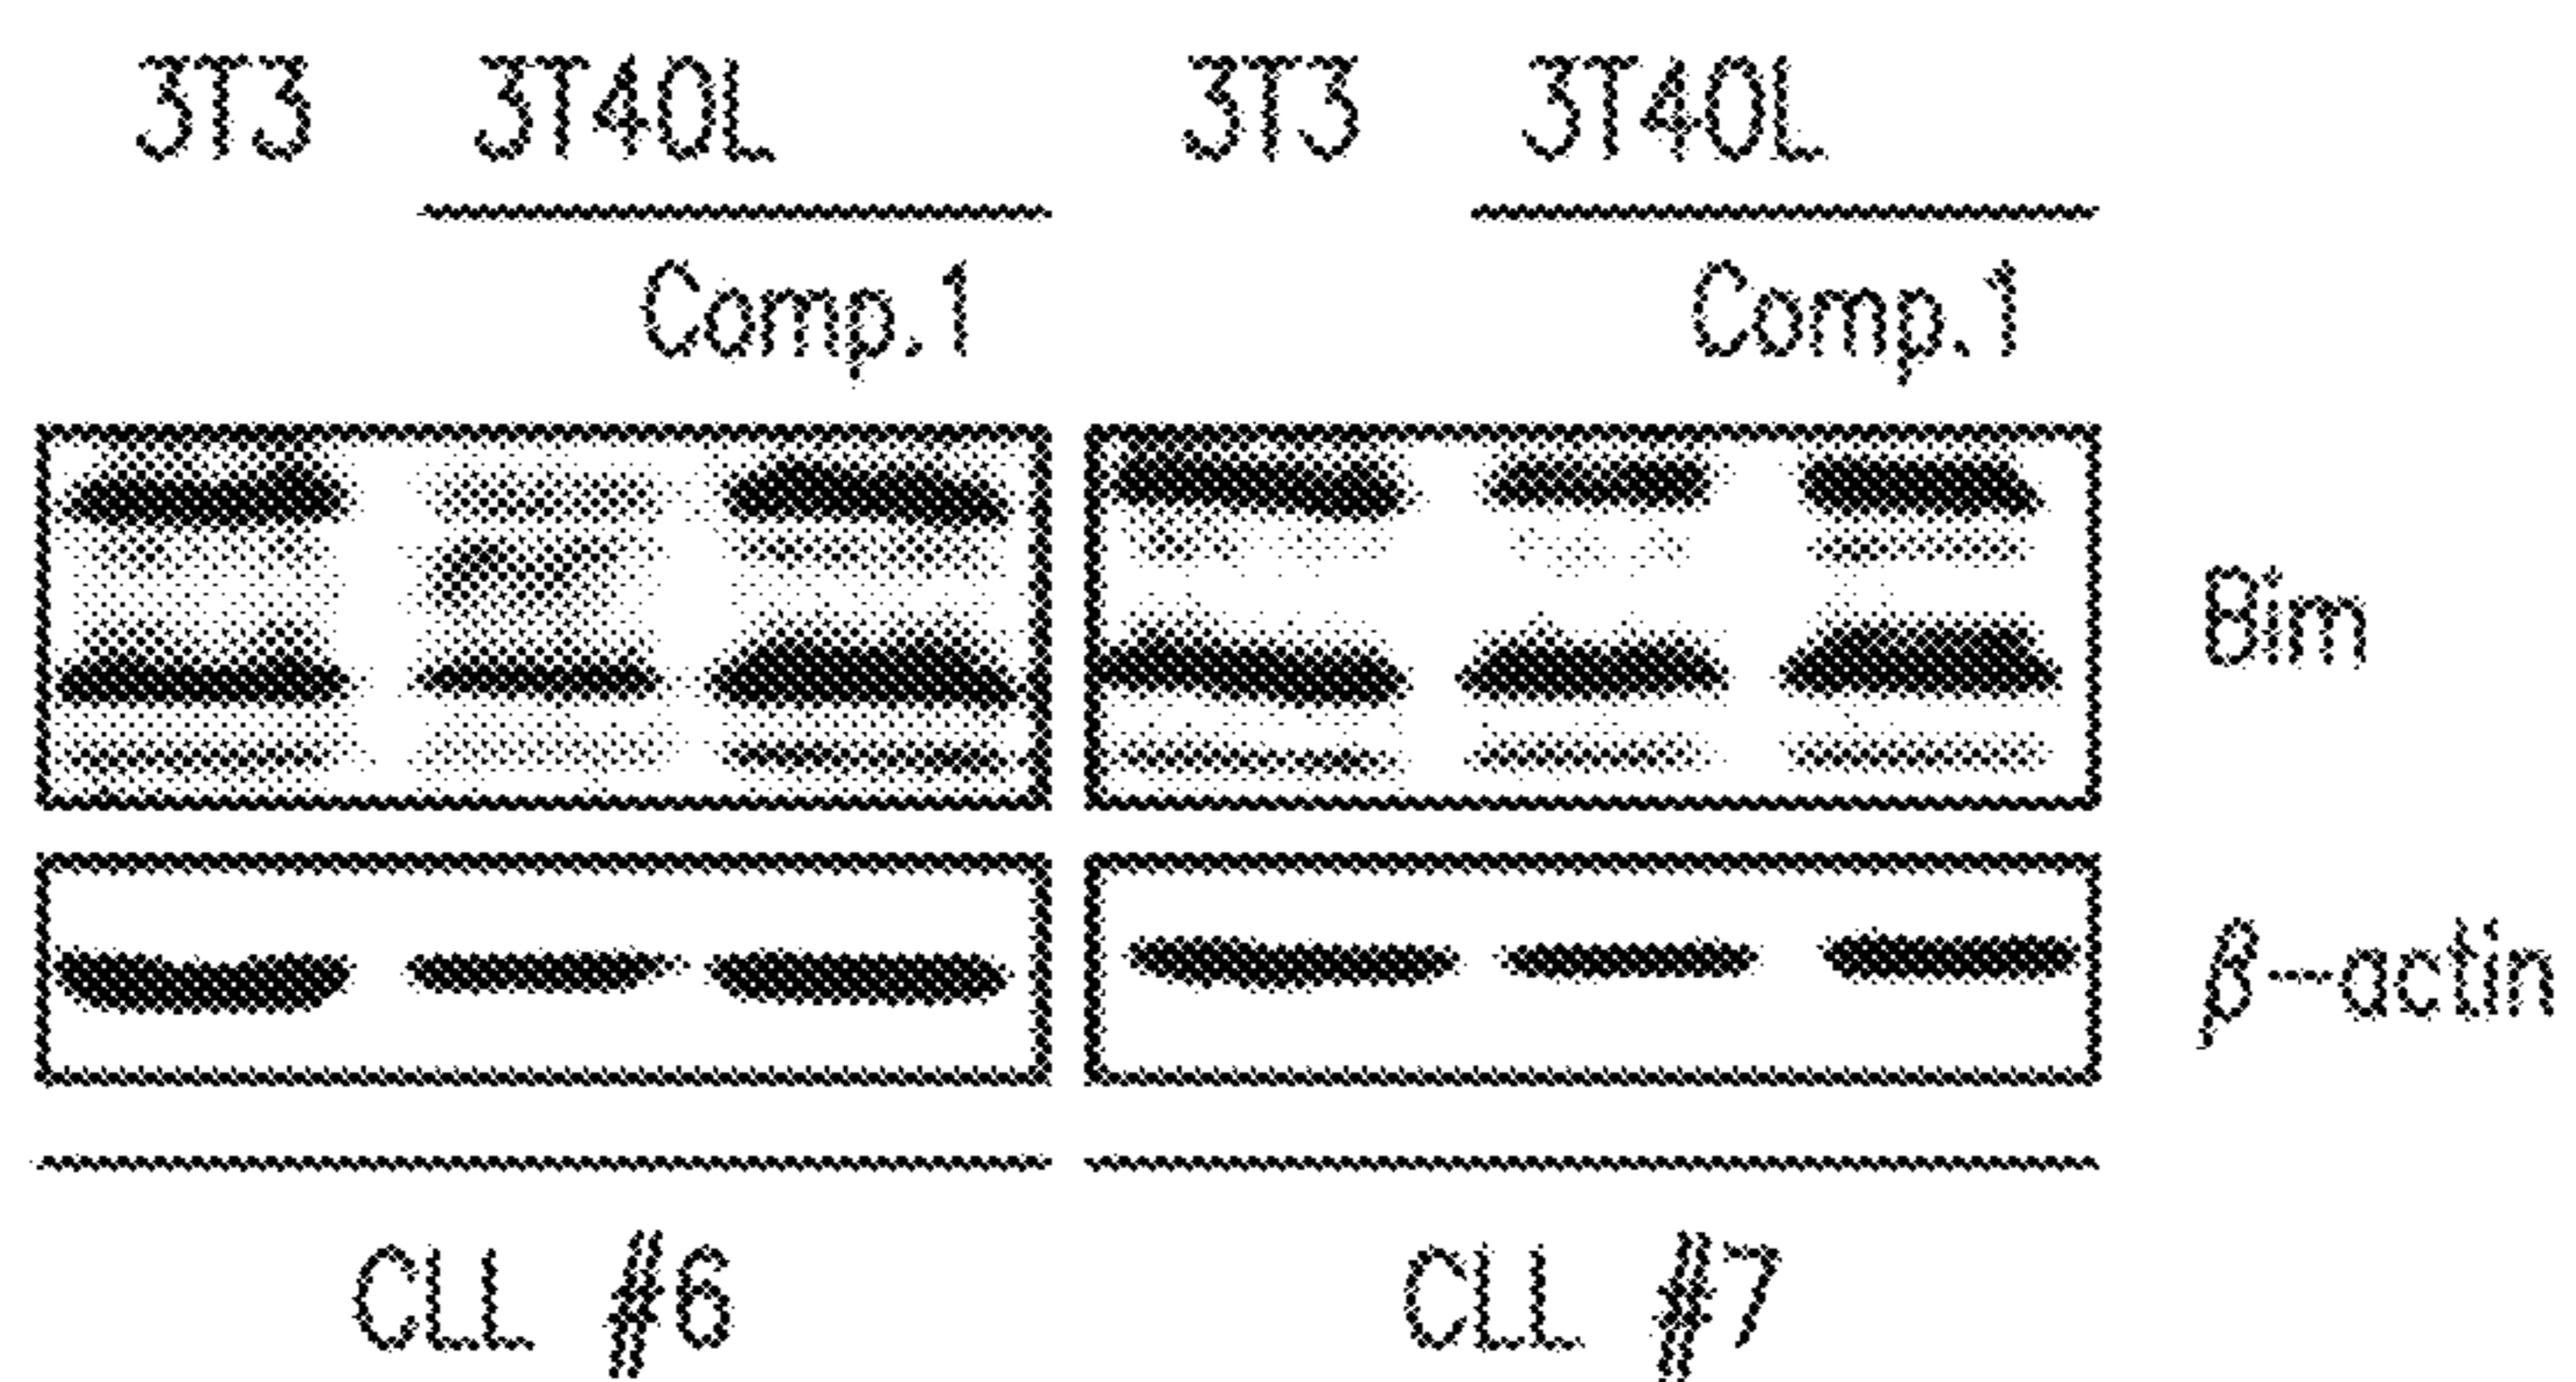 3T3 3T40L 3T3 3T40L
Comp.1 Comp.1
Bim
β-actin
CLL #6 CLL #7